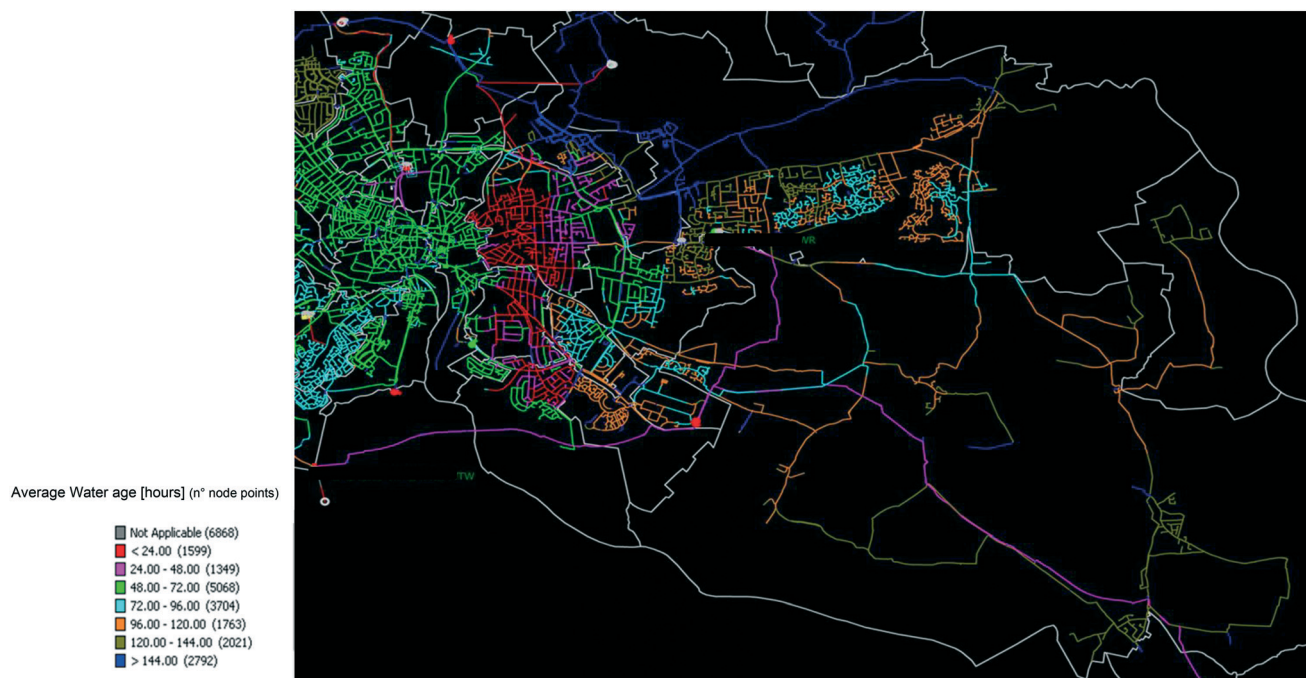 VR
TW
Average Water age [hours] (n° node points)
Not Applicable (6868)
< 24.00 (1599)
24.00 - 48.00 (1349)
48.00 - 72.00 (5068)
72.00 - 96.00 (3704)
96.00 - 120.00 (1763)
120.00 - 144.00 (2021)
> 144.00 (2792)